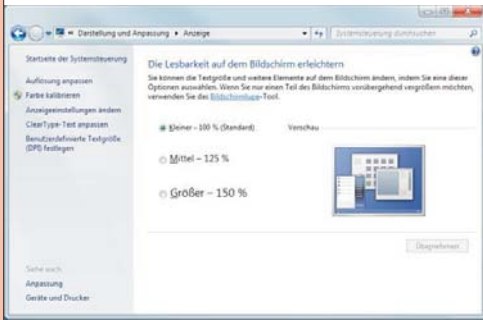 « Darstellung und Anpassung ▸ Anzeige
Systemsteuerung durchsuchen
Startseite der Systemsteuerung
Auflösung anpassen
Farbe kalibrieren
Anzeigeeinstellungen ändern
ClearType-Text anpassen
Benutzerdefinierte Textgröße
(DPI) festlegen
Siehe auch
Anpassung
Geräte und Drucker
Die Lesbarkeit auf dem Bildschirm erleichtern
Sie können die Textgröße und weitere Elemente auf dem Bildschirm ändern, indem Sie eine dieser
Optionen auswählen. Wenn Sie nur einen Teil des Bildschirms vorübergehend vergrößern möchten,
verwenden Sie das Bildschirmlupe-Tool.
Kleiner – 100 % (Standard)
Vorschau
Mittel – 125 %
Größer – 150 %
Übernehmen